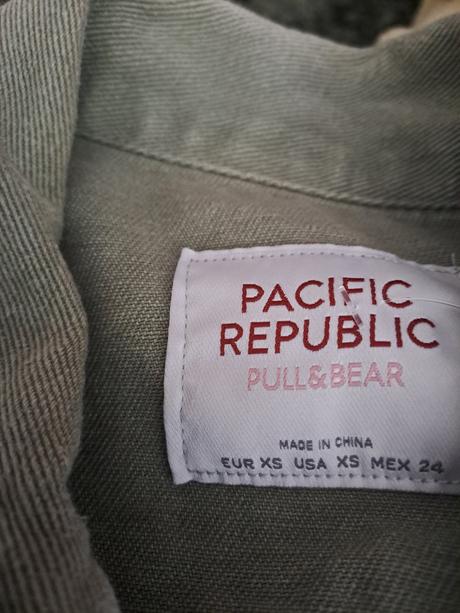 PACIFIC
REPUBLIC
PULL&BEAR
MADE IN CHINA
EUR XS USA XS MEX 24